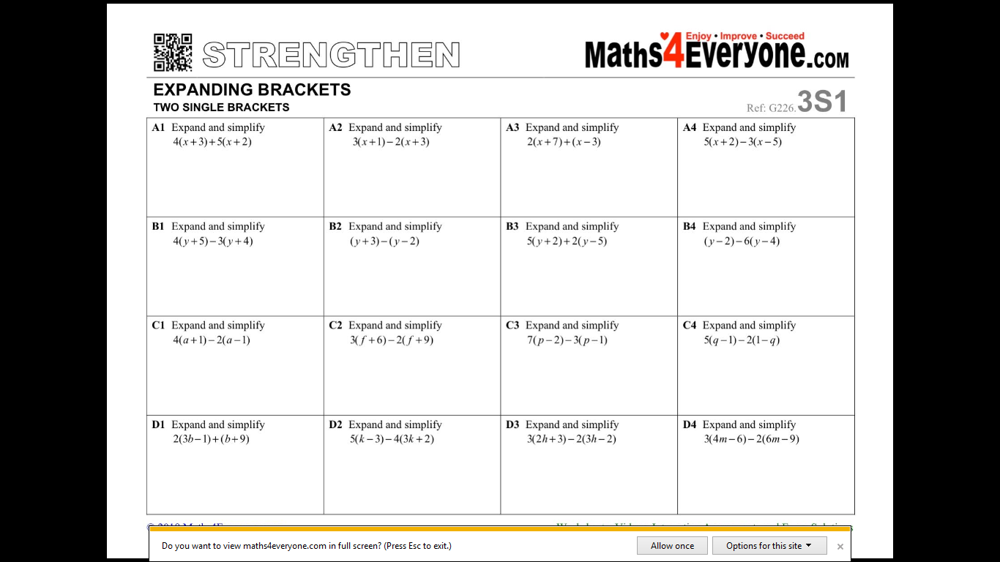 STRENGTHEN
Enjoy • Improve • Succeed
Maths4Everyone.COM
EXPANDING BRACKETS
TWO SINGLE BRACKETS
Ref: G226.3S1
A1 Expand and simplify
4(x+3)+5(x+2)
A2 Expand and simplify
3(x+1)−2(x+3)
A3 Expand and simplify
2(x+7)+(x−3)
A4 Expand and simplify
5(x+2)−3(x−5)
B1 Expand and simplify
4(y+5)−3(y+4)
B2 Expand and simplify
(y+3)−(y−2)
B3 Expand and simplify
5(y+2)+2(y−5)
B4 Expand and simplify
(y−2)−6(y−4)
C1 Expand and simplify
4(a+1)−2(a−1)
C2 Expand and simplify
3(f+6)−2(f+9)
C3 Expand and simplify
7(p−2)−3(p−1)
C4 Expand and simplify
5(q−1)−2(1−q)
D1 Expand and simplify
2(3b−1)+(b+9)
D2 Expand and simplify
5(k−3)−4(3k+2)
D3 Expand and simplify
3(2h+3)−2(3h−2)
D4 Expand and simplify
3(4m−6)−2(6m−9)
Do you want to view maths4everyone.com in full screen? (Press Esc to exit.)
Allow once
Options for this site
×